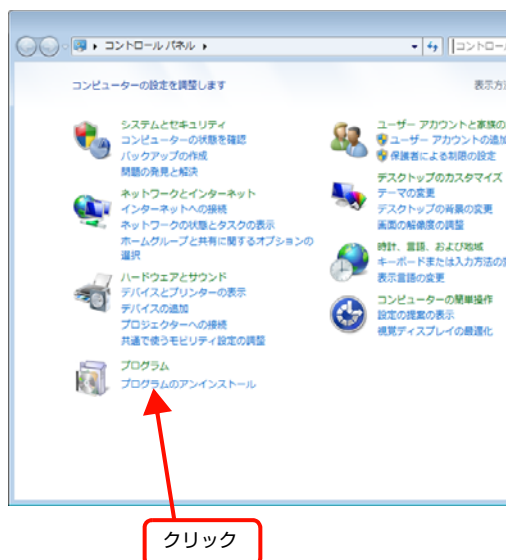 コントロール パネル
コントロー
コンピューターの設定を調整します
表示方
システムとセキュリティ
コンピューターの状態を確認
バックアップの作成
問題の発見と解決
ネットワークとインターネット
インターネットへの接続
ネットワークの状態とタスクの表示
ホームグループと共有に関するオプションの
選択
ハードウェアとサウンド
デバイスとプリンターの表示
デバイスの追加
プロジェクターへの接続
共通で使うモビリティ設定の調整
プログラム
プログラムのアンインストール
ユーザー アカウントと家族の
ユーザー アカウントの追加
保護者による制限の設定
デスクトップのカスタマイズ
テーマの変更
デスクトップの背景の変更
画面の解像度の調整
時計、言語、および地域
キーボードまたは入力方法の
表示言語の変更
コンピューターの簡単操作
設定の提案の表示
視覚ディスプレイの最適化
クリック